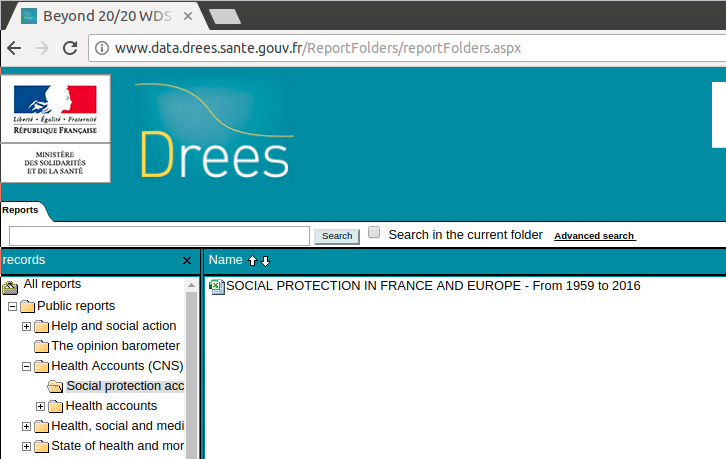 Beyond 20/20 WDS
www.data.drees.sante.gouv.fr/ReportFolders/reportFolders.aspx
Liberté • Égalité • Fraternité
RÉPUBLIQUE FRANÇAISE
MINISTÈRE
DES SOLIDARITÉS
ET DE LA SANTÉ
Drees
Reports
Search Search in the current folder Advanced search
records
Name
All reports
SOCIAL PROTECTION IN FRANCE AND EUROPE - From 1959 to 2016
Public reports
Help and social action
The opinion barometer
Health Accounts (CNS)
Social protection acc
Health accounts
Health, social and medi
State of health and mor